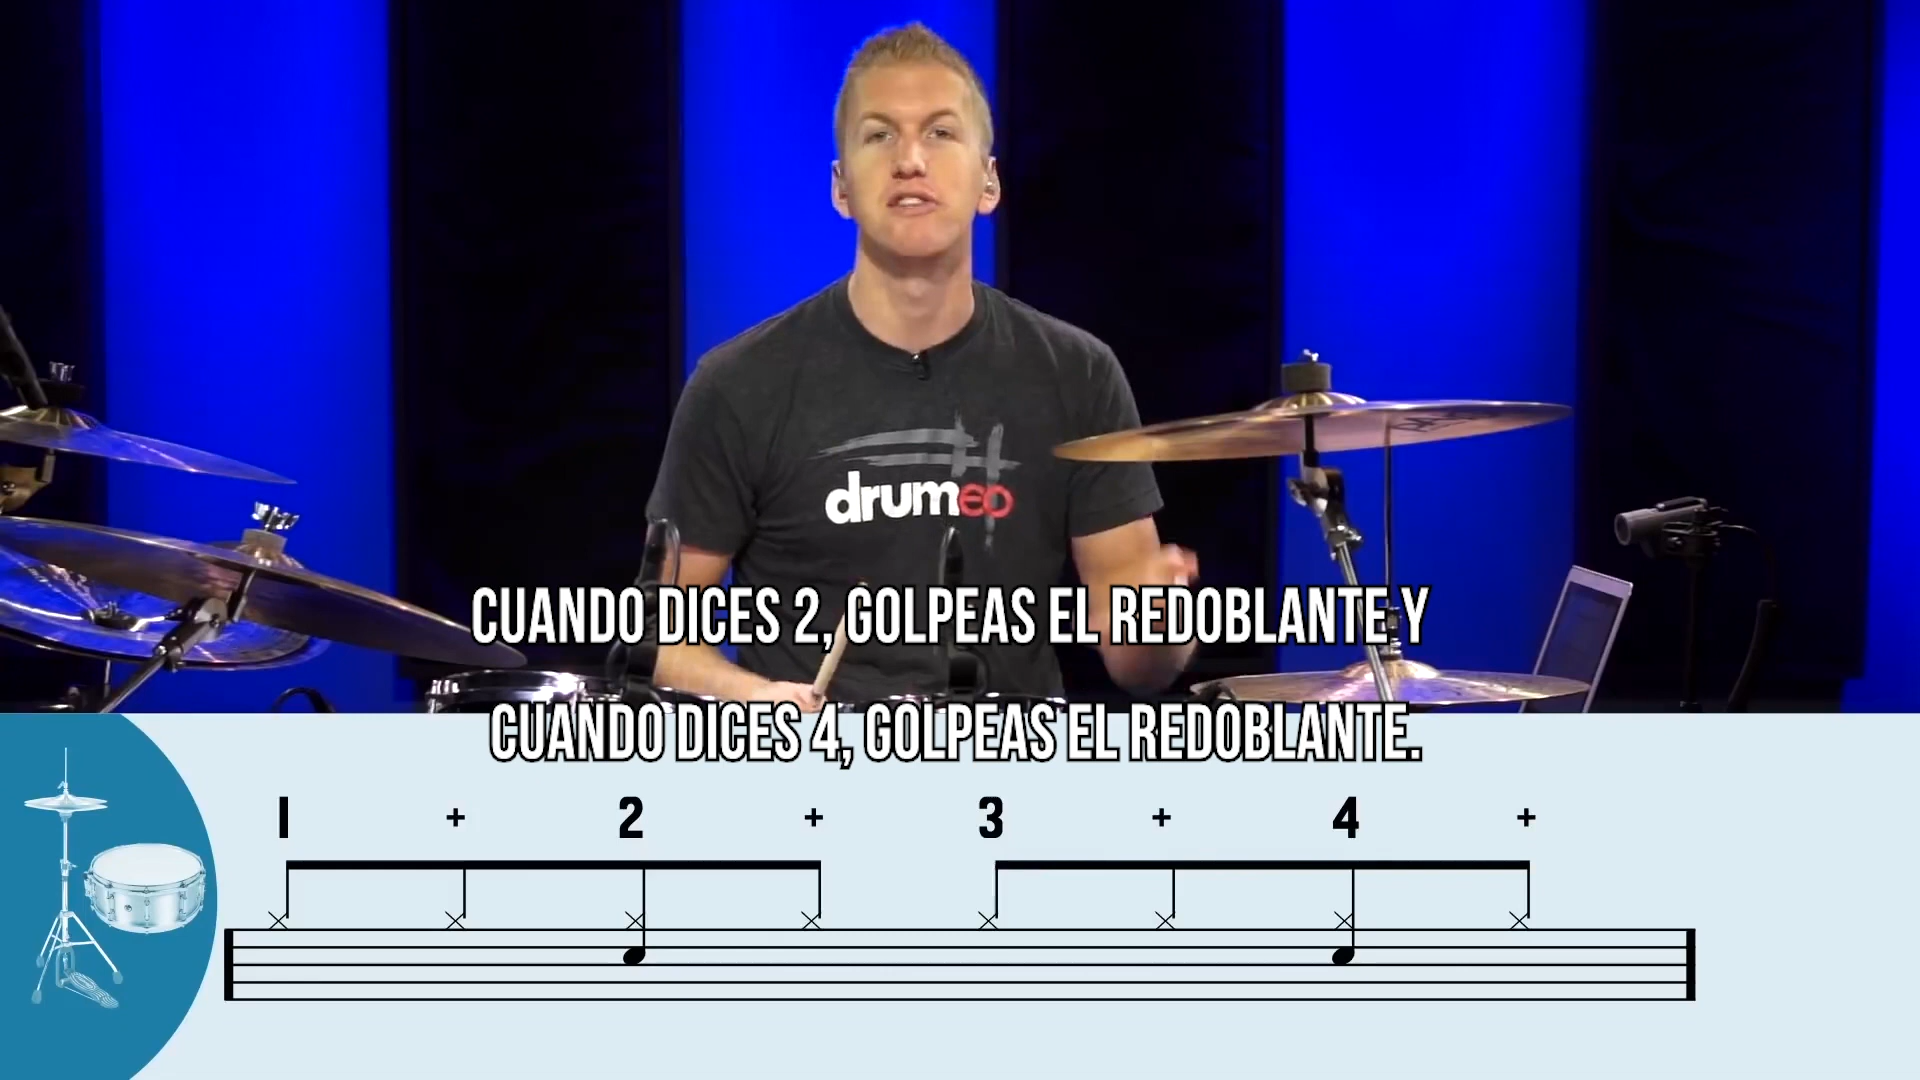 drumeo
CUANDO DICES 2, GOLPEAS EL REDOBLANTE Y
CUANDO DICES 4, GOLPEAS EL REDOBLANTE.
1 + 2 + 3 + 4 +